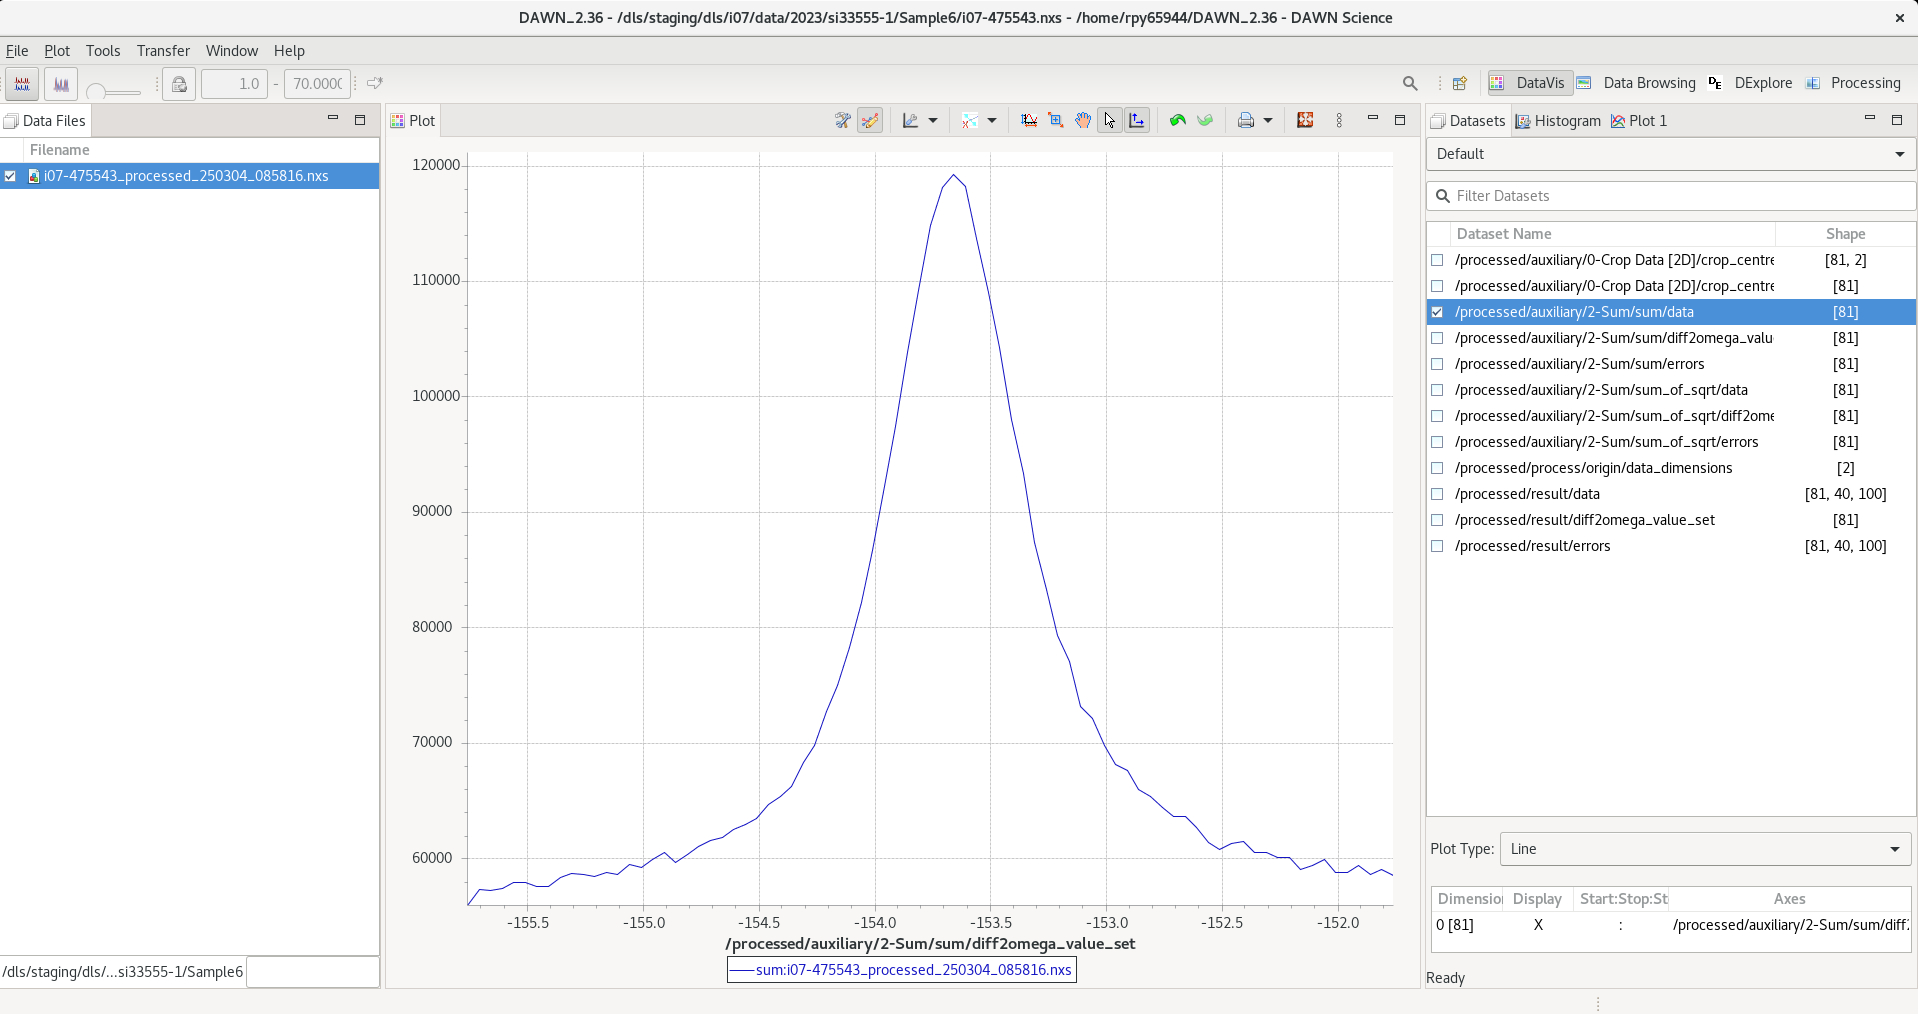 DAWN_2.36 - /dls/staging/dls/i07/data/2023/si33555-1/Sample6/i07-475543.nxs - /home/rpy65944/DAWN_2.36 - DAWN Science
File Plot Tools Transfer Window Help
1.0 - 70.000
DataVis Data Browsing DExplore Processing
Data Files
Filename
i07-475543_processed_250304_085816.nxs
/dls/staging/dls/...si33555-1/Sample6
Plot
120000
110000
100000
90000
80000
70000
60000
-155.5 -155.0 -154.5 -154.0 -153.5 -153.0 -152.5 -152.0
/processed/auxiliary/2-Sum/sum/diff2omega_value_set
sum:i07-475543_processed_250304_085816.nxs
Datasets Histogram Plot 1
Default
Filter Datasets
Dataset Name Shape
/processed/auxiliary/0-Crop Data [2D]/crop_centre [81, 2]
/processed/auxiliary/0-Crop Data [2D]/crop_centre [81]
/processed/auxiliary/2-Sum/sum/data [81]
/processed/auxiliary/2-Sum/sum/diff2omega_valu [81]
/processed/auxiliary/2-Sum/sum/errors [81]
/processed/auxiliary/2-Sum/sum_of_sqrt/data [81]
/processed/auxiliary/2-Sum/sum_of_sqrt/diff2ome [81]
/processed/auxiliary/2-Sum/sum_of_sqrt/errors [81]
/processed/process/origin/data_dimensions [2]
/processed/result/data [81, 40, 100]
/processed/result/diff2omega_value_set [81]
/processed/result/errors [81, 40, 100]
Plot Type: Line
Dimensio Display Start:Stop:St Axes
0 [81] X : /processed/auxiliary/2-Sum/sum/diff
Ready